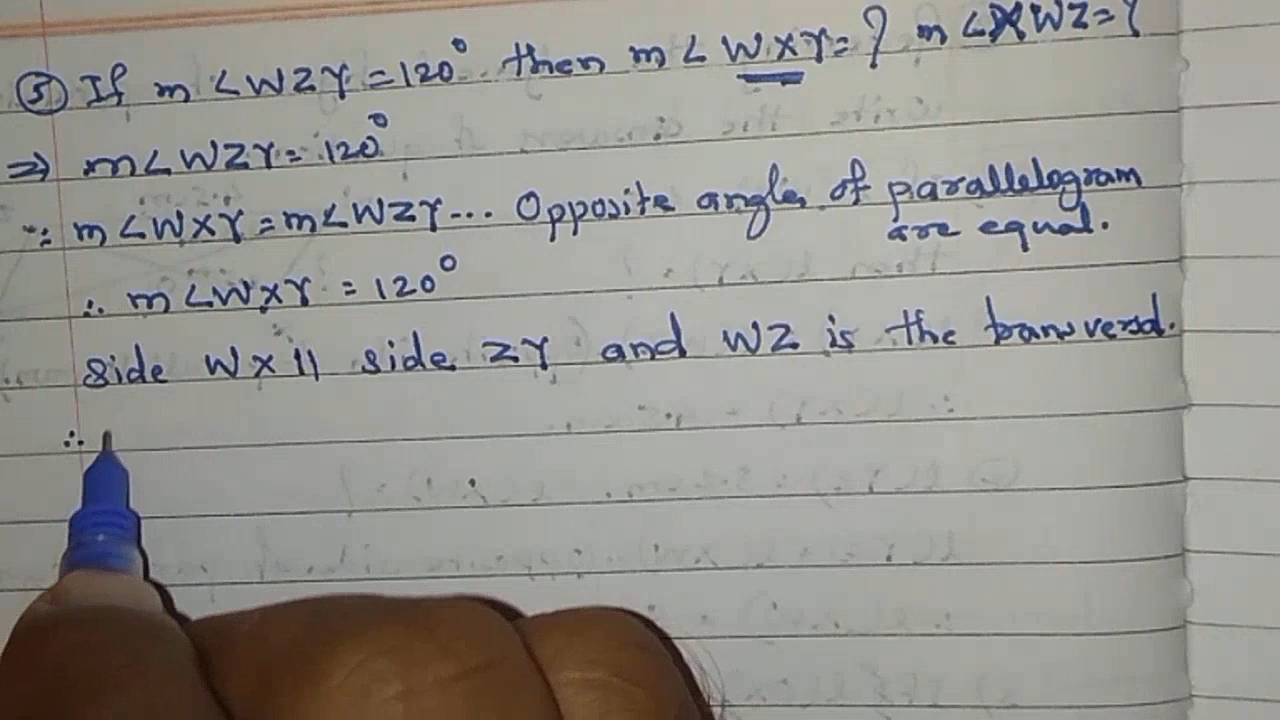 ⑤ If m∠WZY=120° then m∠WXY=? m∠XWZ=?
⇒ m∠WZY=120°
∵ m∠WXY=m∠WZY... Opposite angles of parallelogram
are equal.
∴ m∠WXY=120°
Side WX || side ZY and WZ is the transversal.
∴